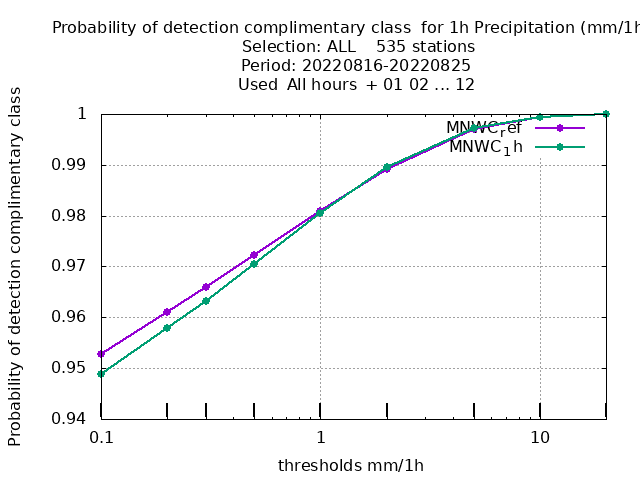 Probability of detection complimentary class for 1h Precipitation (mm/1h
Selection: ALL 535 stations
Period: 20220816-20220825
Used All hours + 01 02 ... 12
Probability of detection complimentary class
1
0.99
0.98
0.97
0.96
0.95
0.94
MNWCref
MNWC1h
0.1
1
10
thresholds mm/1h